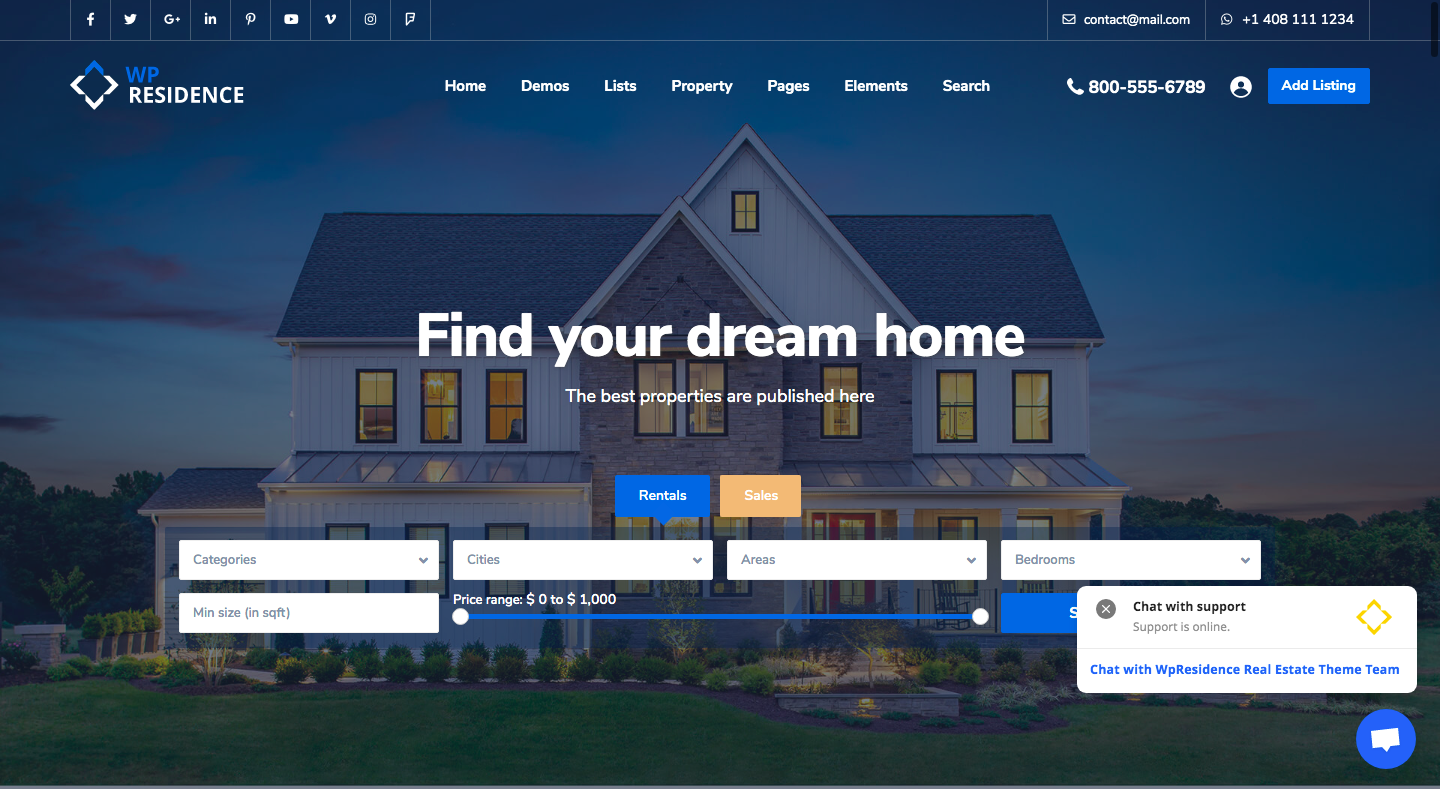 contact@mail.com
+1 408 111 1234
WP
RESIDENCE
Home
Demos
Lists
Property
Pages
Elements
Search
800-555-6789
Add Listing
Find your dream home
The best properties are published here
Rentals
Sales
Categories
Cities
Areas
Bedrooms
Min size (in sqft)
Price range: $ 0 to $ 1,000
Chat with support
Support is online.
Chat with WpResidence Real Estate Theme Team